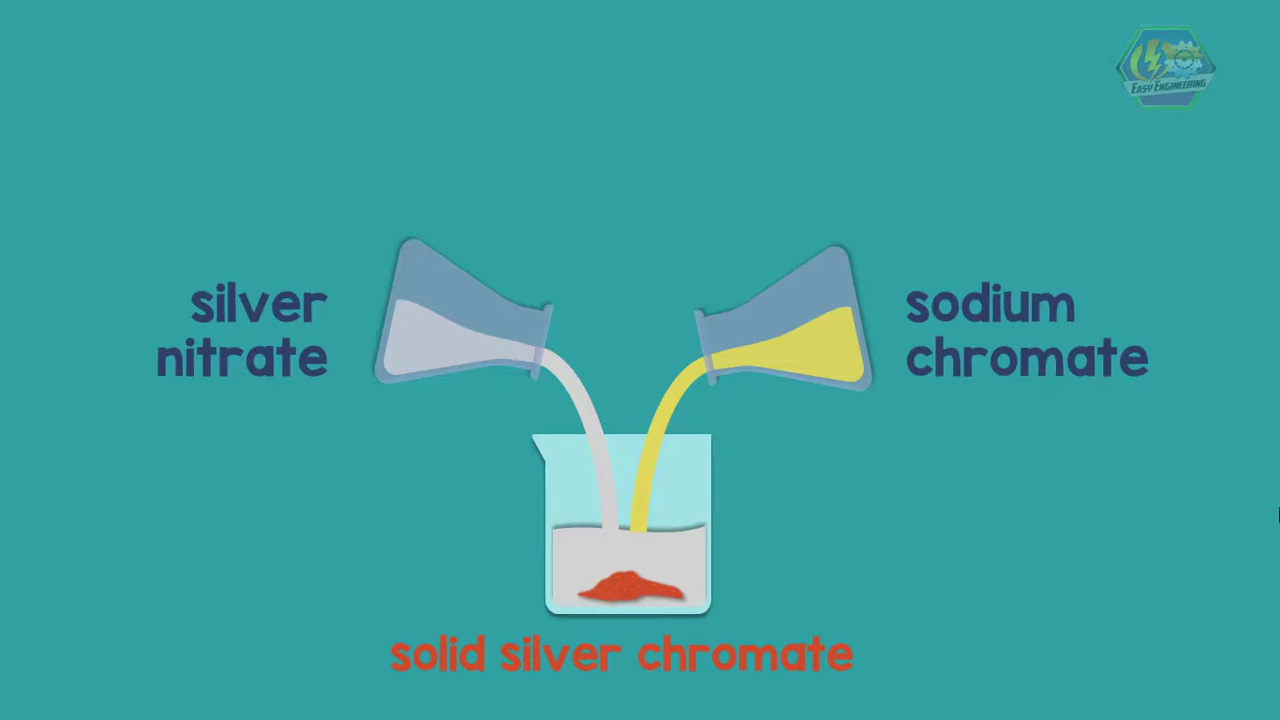 EASY ENGINEERING
silver
nitrate
sodium
chromate
solid silver chromate